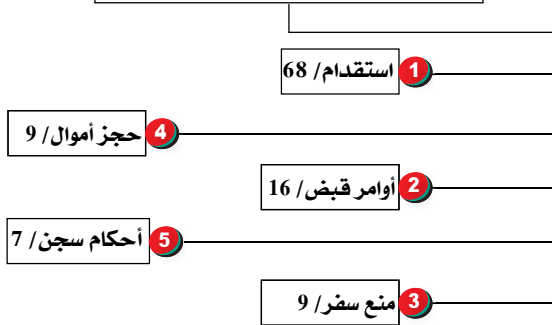 1 استقدام/ 68
4 حجز أموال/ 9
2 أوامر قبض/ 16
5 أحكام سجن/ 7
3 منع سفر/ 9